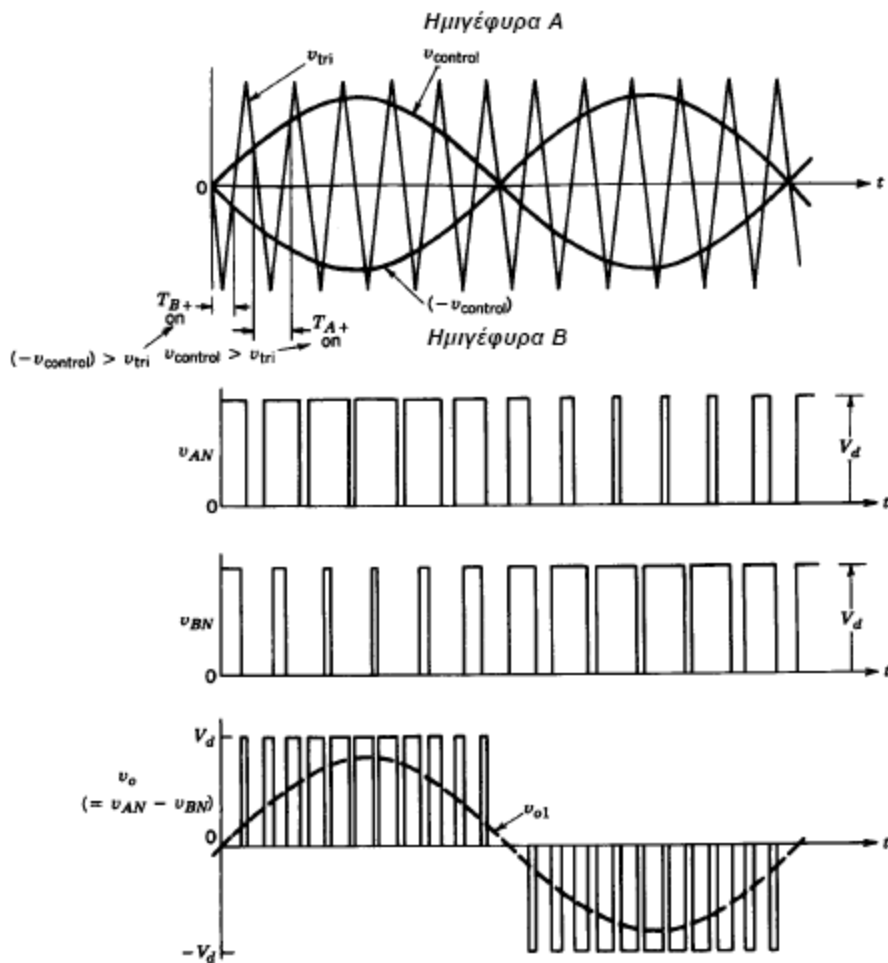 Ημιγέφυρα Α
v_tri
v_control
0
t
(−v_control)
T_B+
on
T_A+
on
Ημιγέφυρα Β
(−v_control) > v_tri
v_control > v_tri
v_AN
V_d
0
t
v_BN
V_d
0
t
V_d
v_o
(= v_AN − v_BN)
v_o1
0
t
−V_d